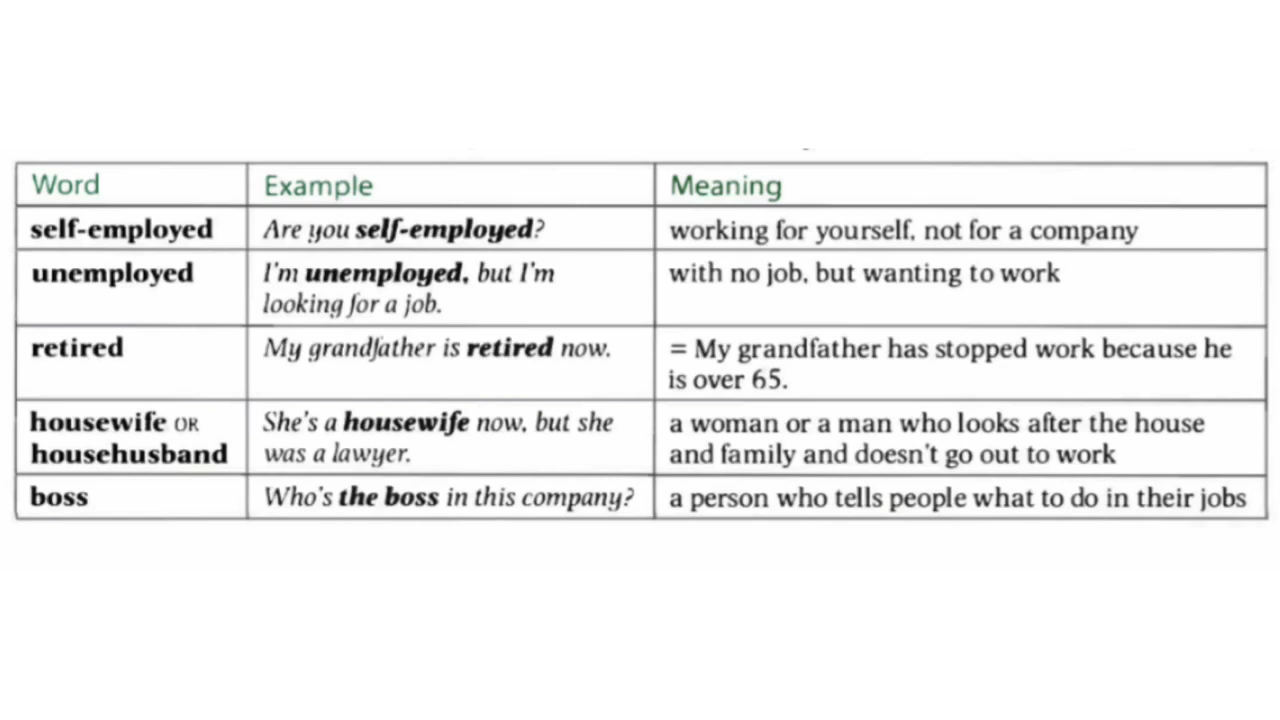 Word Example Meaning
self-employed Are you self-employed? working for yourself, not for a company
unemployed I'm unemployed, but I'm with no job, but wanting to work
looking for a job.
retired My grandfather is retired now. = My grandfather has stopped work because he
is over 65.
housewife OR She's a housewife now, but she a woman or a man who looks after the house
househusband was a lawyer. and family and doesn't go out to work
boss Who's the boss in this company? a person who tells people what to do in their jobs